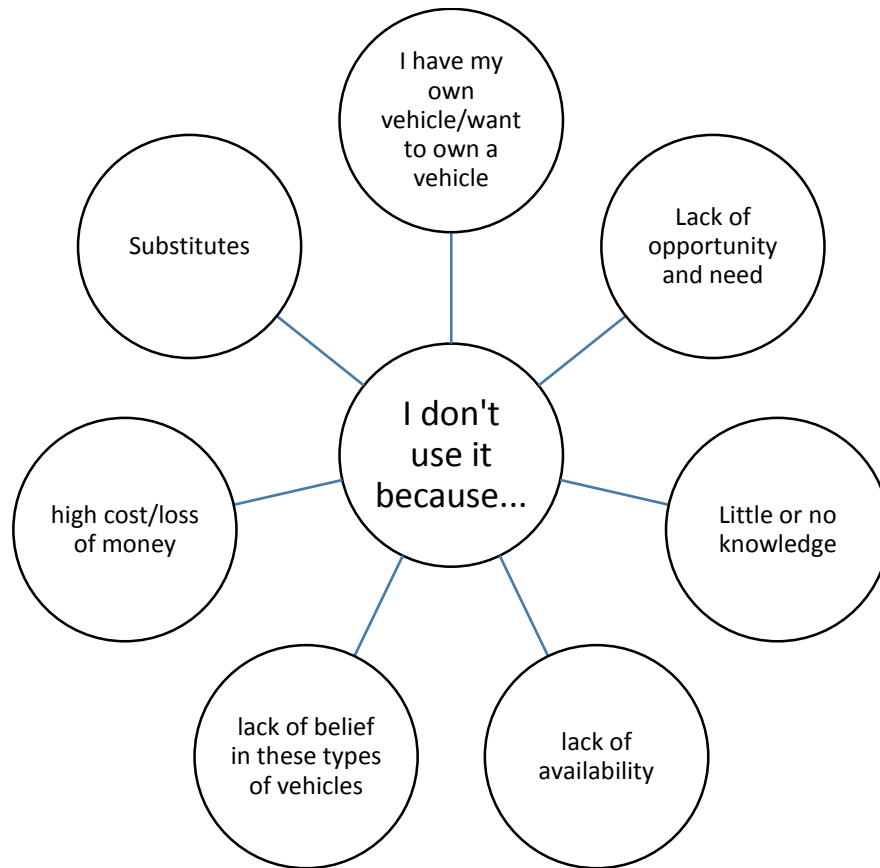 I have my
own
vehicle/want
to own a
vehicle
Lack of
opportunity
and need
Little or no
knowledge
lack of
availability
lack of belief
in these types
of vehicles
high cost/loss
of money
Substitutes
I don't
use it
because...